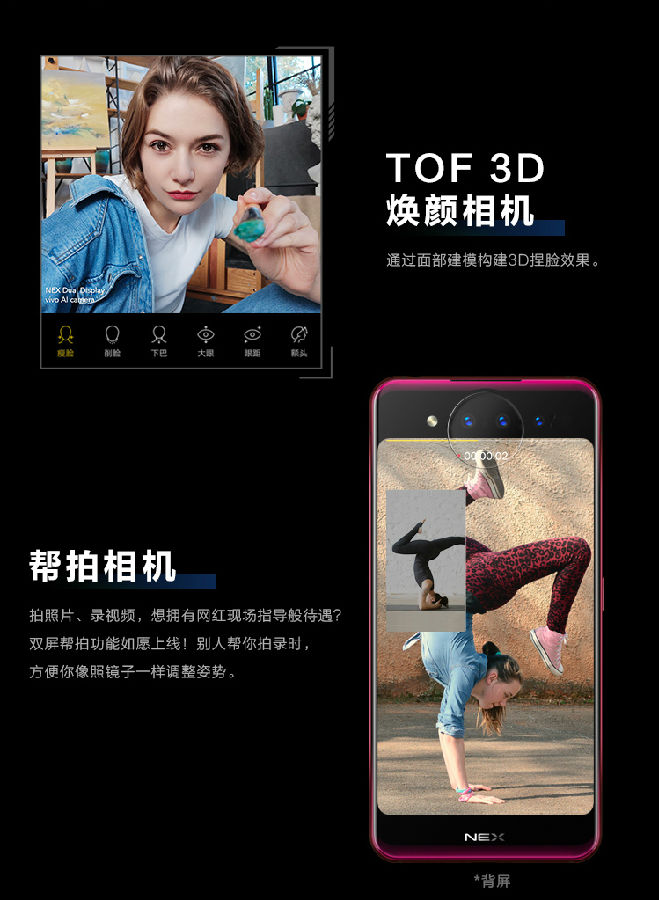 TOF 3D
焕颜相机
通过面部建模构建3D捏脸效果。
NEX Dual Display
vivo AI camera
瘦脸
削脸
下巴
大眼
眼距
额头
00:00:02
帮拍相机
拍照片、录视频，想拥有网红现场指导般待遇？
双屏帮拍功能如愿上线！别人帮你拍录时，
方便你像照镜子一样调整姿势。
NEX
*背屏